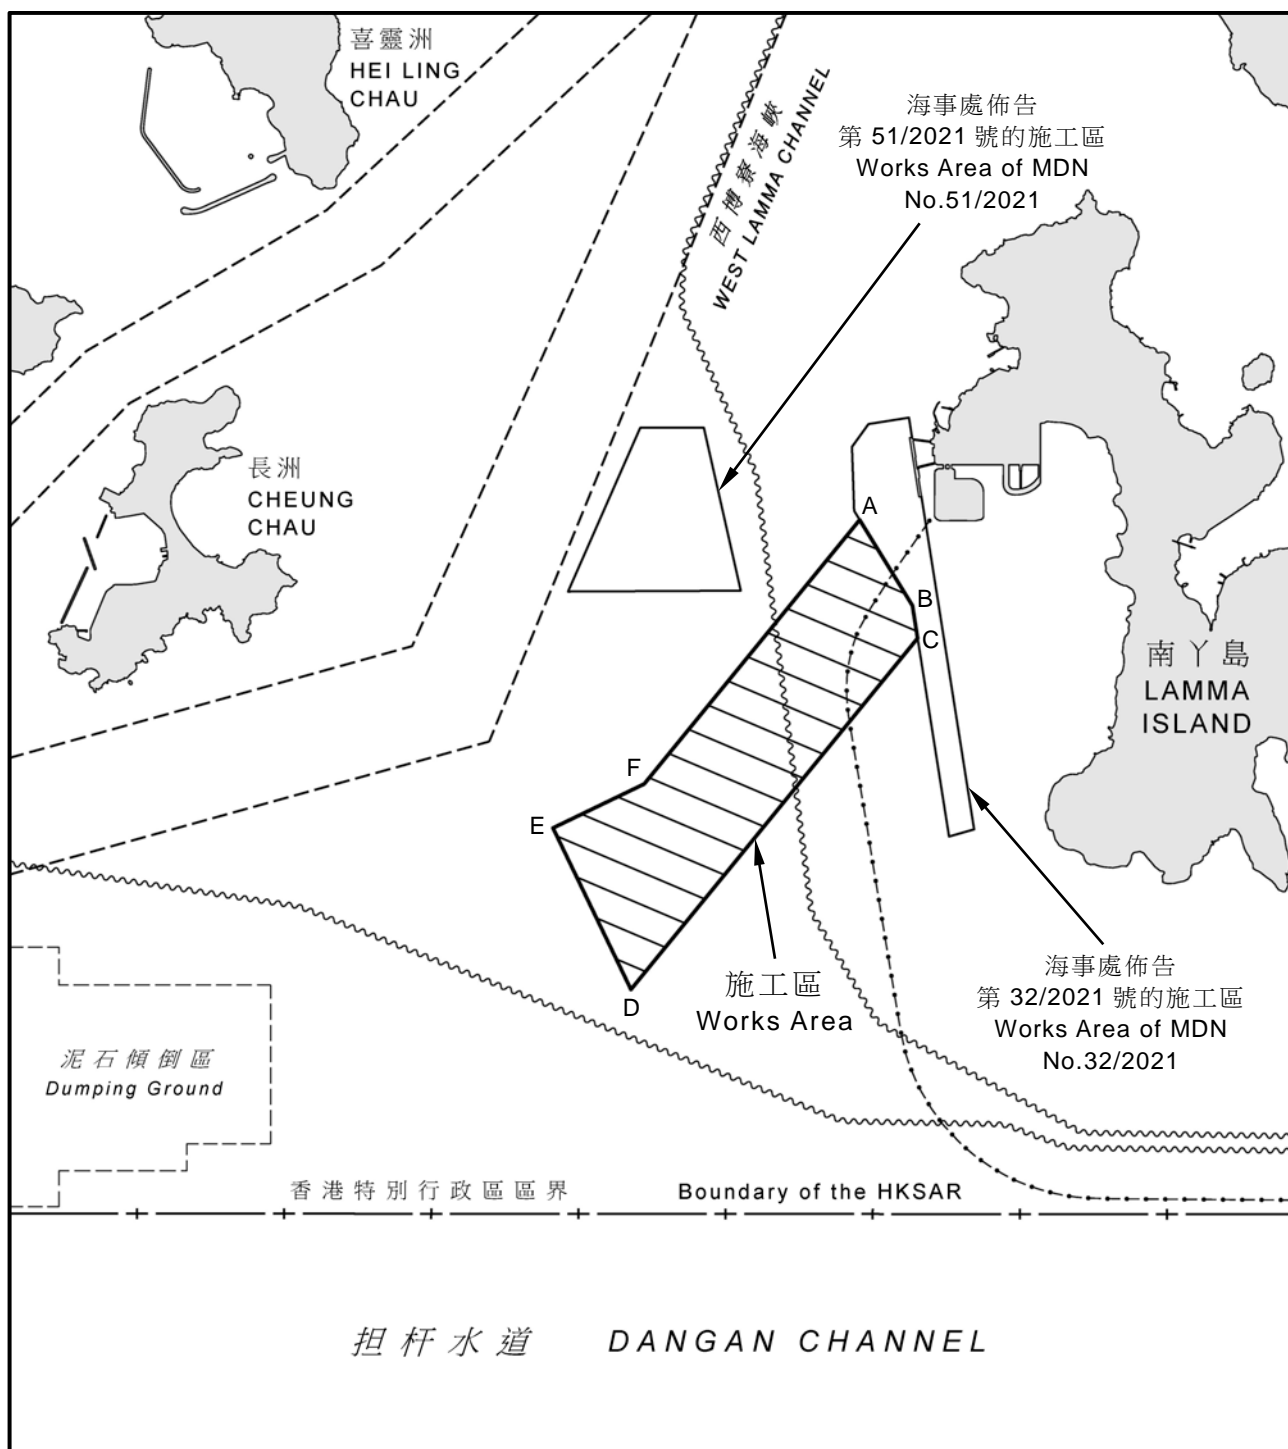 喜靈洲
HEI LING
CHAU
西博寮海峽
WEST LAMMA CHANNEL
海事處佈告
第 51/2021 號的施工區
Works Area of MDN
No.51/2021
長洲
CHEUNG
CHAU
A
B
C
南丫島
LAMMA
ISLAND
F
E
D
施工區
Works Area
海事處佈告
第 32/2021 號的施工區
Works Area of MDN
No.32/2021
泥石傾倒區
Dumping Ground
香港特別行政區區界 Boundary of the HKSAR
担杆水道 DANGAN CHANNEL